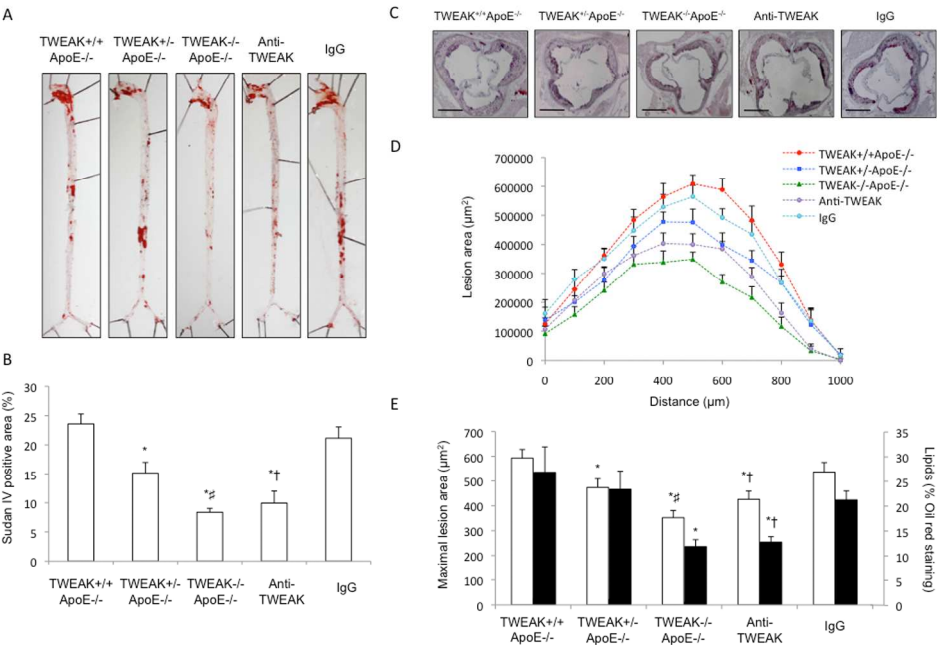 A
TWEAK+/+ ApoE-/-
TWEAK+/- ApoE-/-
TWEAK-/- ApoE-/-
Anti-TWEAK
IgG
B
Sudan IV positive area (%)
30
25
20
15
10
5
0
*
*♯
*†
TWEAK+/+ ApoE-/-
TWEAK+/- ApoE-/-
TWEAK-/- ApoE-/-
Anti-TWEAK
IgG
C
TWEAK+/+ApoE-/-
TWEAK+/-ApoE-/-
TWEAK-/-ApoE-/-
Anti-TWEAK
IgG
D
Lesion area (µm²)
700000
600000
500000
400000
300000
200000
100000
0
0 200 400 600 800 1000
Distance (µm)
TWEAK+/+ApoE-/-
TWEAK+/-ApoE-/-
TWEAK-/-ApoE-/-
Anti-TWEAK
IgG
E
Maximal lesion area (µm²)
700
600
500
400
300
200
100
0
*
*♯
*
*†
*†
35
30
25
20
15
10
5
0
Lipids (% Oil red staining)
TWEAK+/+ ApoE-/-
TWEAK+/- ApoE-/-
TWEAK-/- ApoE-/-
Anti-TWEAK
IgG